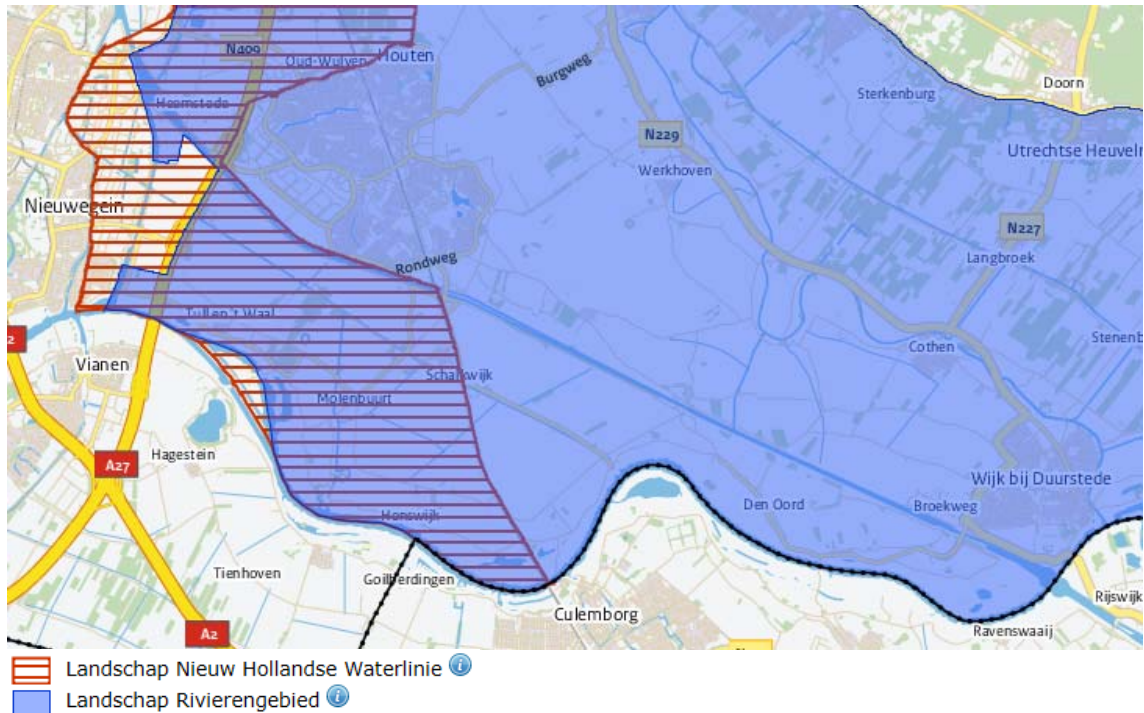 N409
Oud-Wulven
Houten
Burgweg
Doorn
Heemstede
Sterkenburg
N229
Utrechtse Heuvelr
Werkhoven
Nieuwegein
N227
Langbroek
Rondweg
Tull en 't Waal
2
Vianen
Cothen
Stenenb
Schalkwijk
Molenbuurt
Hagestein
A27
Wijk bij Duurstede
Den Oord
Broekweg
Honswijk
Tienhoven
Goilberdingen
Culemborg
Rijswijk
A2
Ravenswaaij
Landschap Nieuw Hollandse Waterlinie i
Landschap Rivierengebied i